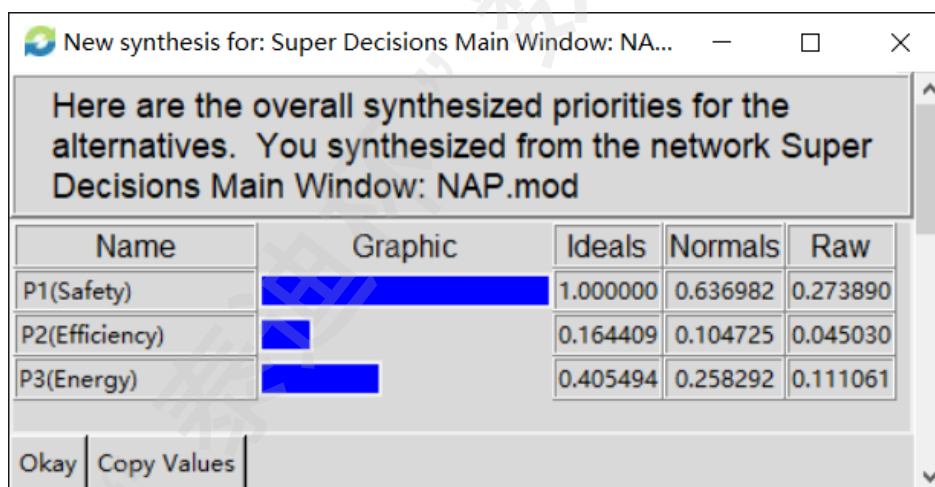 New synthesis for: Super Decisions Main Window: NA...
Here are the overall synthesized priorities for the
alternatives. You synthesized from the network Super
Decisions Main Window: NAP.mod
Name Graphic Ideals Normals Raw
P1(Safety) 1.000000 0.636982 0.273890
P2(Efficiency) 0.164409 0.104725 0.045030
P3(Energy) 0.405494 0.258292 0.111061
Okay Copy Values